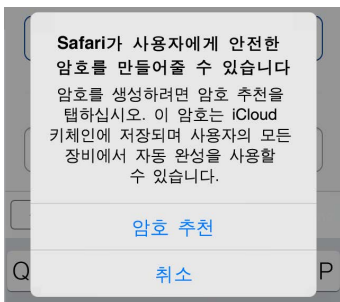 Safari가 사용자에게 안전한
암호를 만들어줄 수 있습니다
암호를 생성하려면 암호 추천을
탭하십시오. 이 암호는 iCloud
키체인에 저장되며 사용자의 모든
장비에서 자동 완성을 사용할
수 있습니다.
암호 추천
취소
Q P